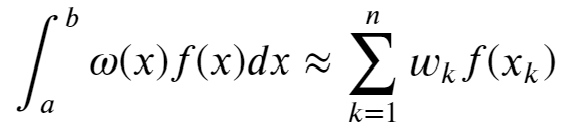 ∫_a^b ω(x) f(x)dx ≈ ∑_{k=1}^n w_k f(x_k)